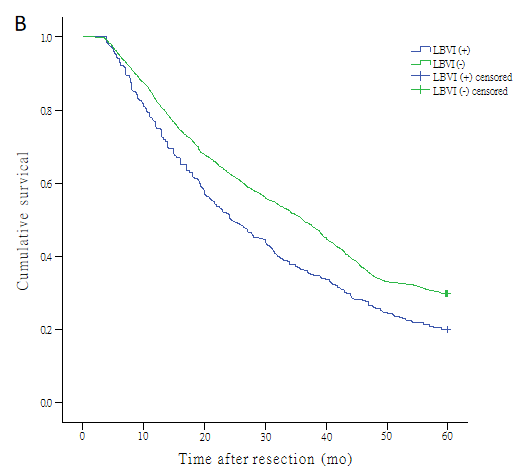 B
1.0
0.8
0.6
0.4
0.2
0.0
Cumulative survical
0
10
20
30
40
50
60
Time after resection (mo)
LBVI (+)
LBVI(-)
LBVI (+) censored
LBVI (-) censored